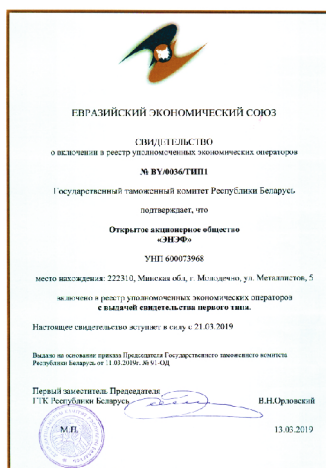 ЕВРАЗИЙСКИЙ ЭКОНОМИЧЕСКИЙ СОЮЗ
СВИДЕТЕЛЬСТВО
о включении в реестр уполномоченных экономических операторов
№ BY/0036/ТИП1
Государственный таможенный комитет Республики Беларусь
подтверждает, что
Открытое акционерное общество
«ЭНЭФ»
УНП 600073968
место нахождения: 222310, Минская обл, г. Молодечно, ул. Металлистов, 5
включено в реестр уполномоченных экономических операторов
с выдачей свидетельства первого типа.
Настоящее свидетельство вступает в силу с 21.03.2019
Выдано на основании приказа Председателя Государственного таможенного комитета
Республики Беларусь от 11.03.2019г. № 91-ОД
Первый заместитель Председателя
ГТК Республики Беларусь В.Н.Орловский
М.П. 13.03.2019